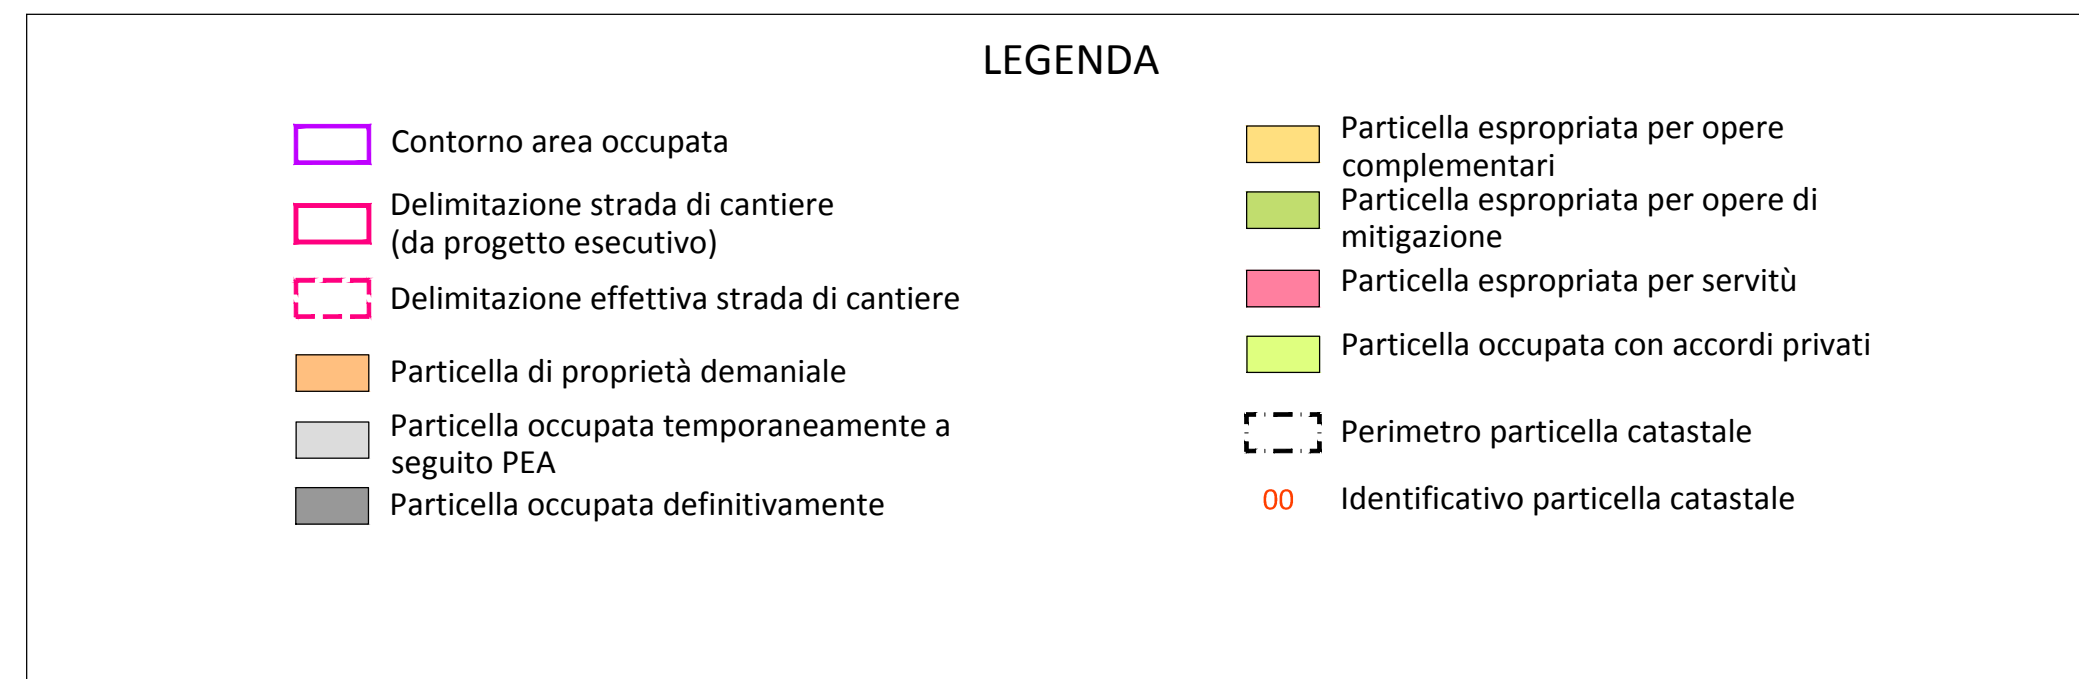 LEGENDA
Contorno area occupata
Delimitazione strada di cantiere
(da progetto esecutivo)
Delimitazione effettiva strada di cantiere
Particella di proprietà demaniale
Particella occupata temporaneamente a
seguito PEA
Particella occupata definitivamente
Particella espropriata per opere
complementari
Particella espropriata per opere di
mitigazione
Particella espropriata per servitù
Particella occupata con accordi privati
Perimetro particella catastale
00 Identificativo particella catastale